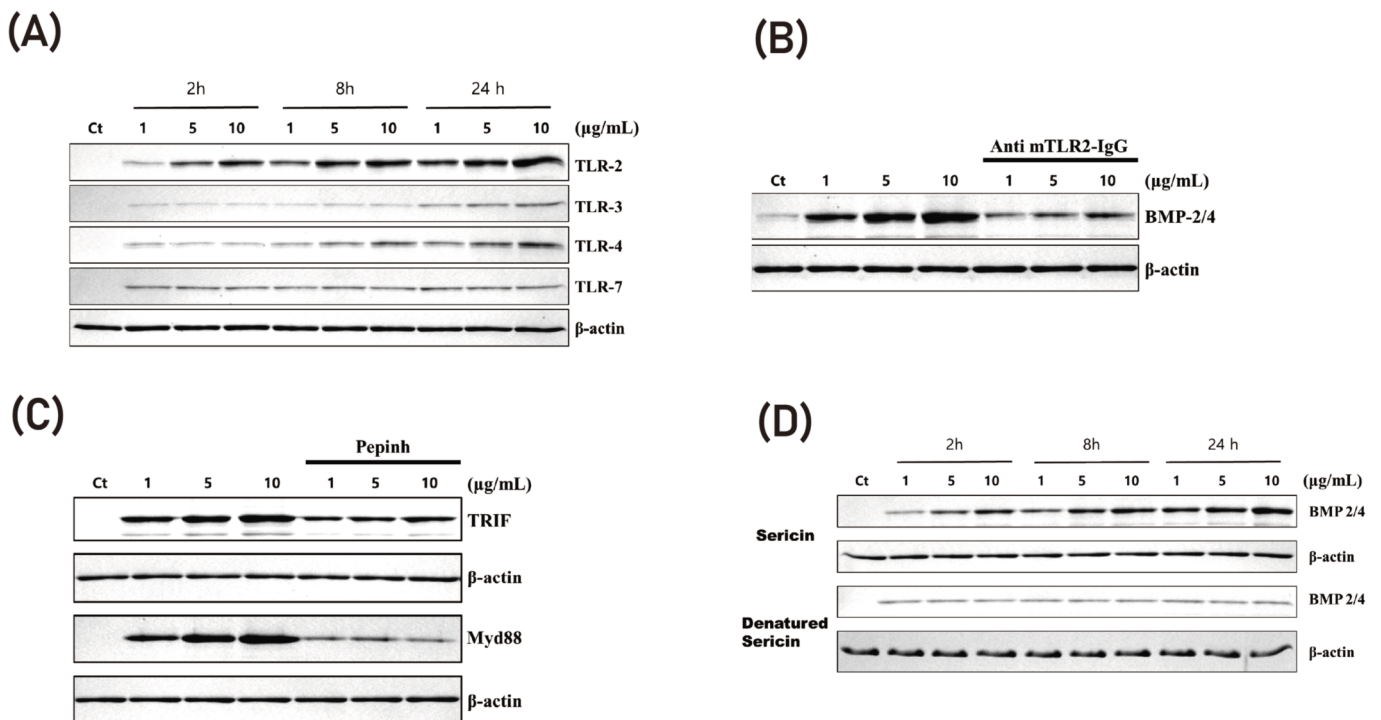 (A)
2h 8h 24 h
Ct 1 5 10 1 5 10 1 5 10 (μg/mL)
TLR-2
TLR-3
TLR-4
TLR-7
β-actin
(B)
Anti mTLR2-IgG
Ct 1 5 10 1 5 10 (μg/mL)
BMP-2/4
β-actin
(C)
Pepinh
Ct 1 5 10 1 5 10 (μg/mL)
TRIF
β-actin
Myd88
β-actin
(D)
2h 8h 24 h
Ct 1 5 10 1 5 10 1 5 10 (μg/mL)
BMP 2/4
Sericin
β-actin
BMP 2/4
Denatured
Sericin
β-actin